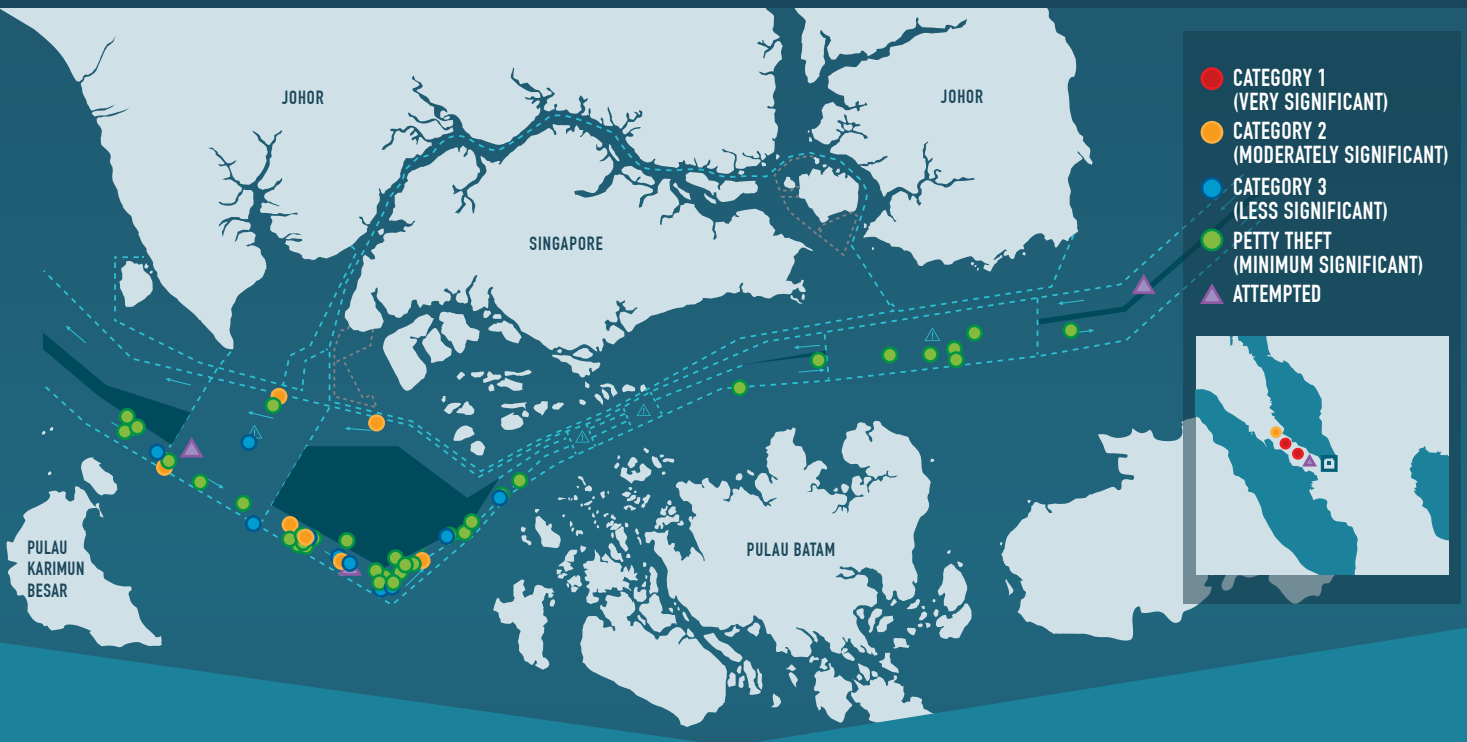 JOHOR
JOHOR
SINGAPORE
PULAU
KARIMUN
BESAR
PULAU BATAM
CATEGORY 1
(VERY SIGNIFICANT)
CATEGORY 2
(MODERATELY SIGNIFICANT)
CATEGORY 3
(LESS SIGNIFICANT)
PETTY THEFT
(MINIMUM SIGNIFICANT)
ATTEMPTED